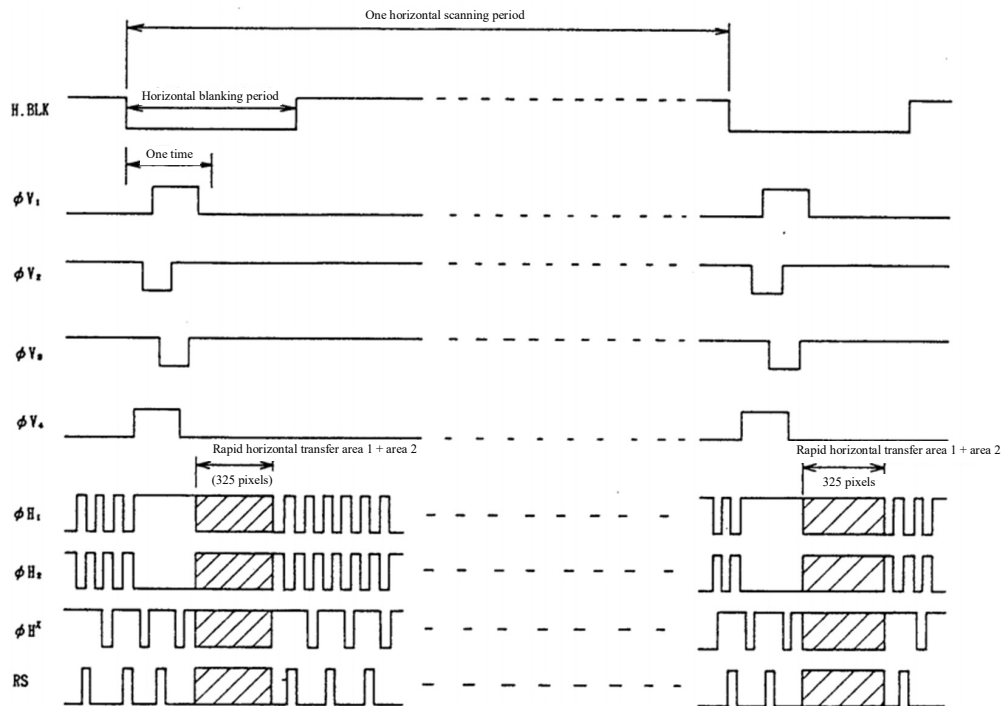 One horizontal scanning period
Horizontal blanking period
H.BLK
One time
φV₁
φV₂
φV₃
φV₄
Rapid horizontal transfer area 1 + area 2
Rapid horizontal transfer area 1 + area 2
(325 pixels)
325 pixels
φH₁
φH₂
φHˣ
RS